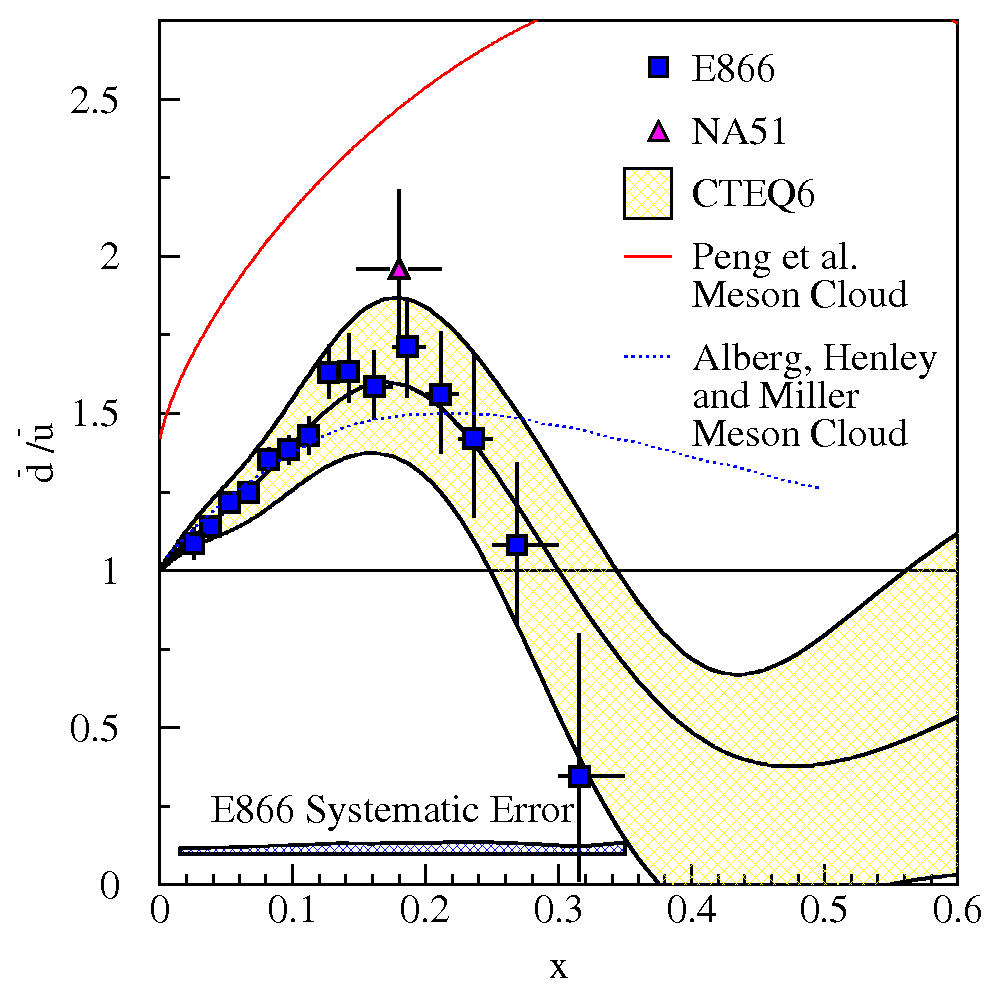 E866
NA51
CTEQ6
Peng et al.
Meson Cloud
Alberg, Henley
and Miller
Meson Cloud
2.5
2
1.5
1
0.5
0
d̄ /ū
E866 Systematic Error
0 0.1 0.2 0.3 0.4 0.5 0.6
x